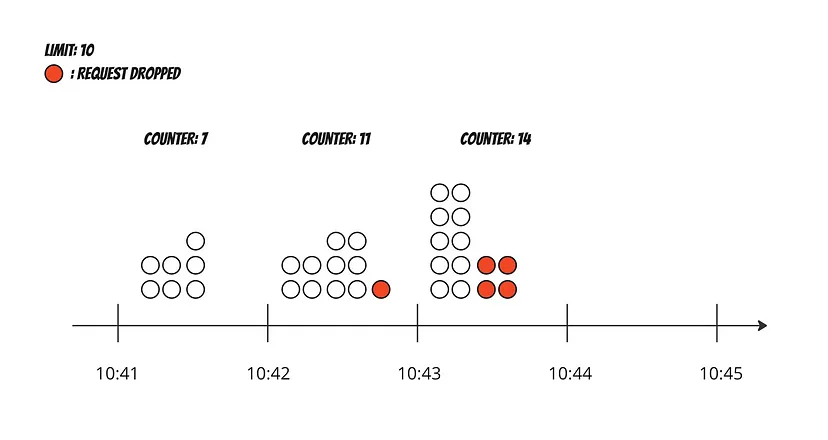 LIMIT: 10
: REQUEST DROPPED
COUNTER: 7
COUNTER: 11
COUNTER: 14
10:41
10:42
10:43
10:44
10:45